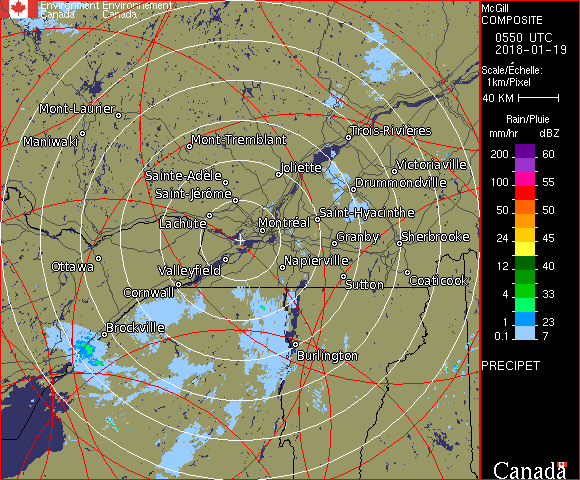 Environment Environnement
Canada Canada
McGill
COMPOSITE
0550 UTC
2018-01-19
Scale/Échelle:
1km/Pixel
40 KM
Rain/Pluie
mm/hr dBZ
200 60
57
100 55
50 50
24 45
12 40
4 33
1 23
0.1 7
PRECIPET
Mont-Laurier
Maniwaki
Mont-Tremblant
Trois-Rivières
Joliette
Victoriaville
Sainte-Adèle
Drummondville
Saint-Jérôme
Saint-Hyacinthe
Lachute
Montréal
Granby
Sherbrooke
Ottawa
Valleyfield
Napierville
Sutton
Coaticook
Cornwall
Brockville
Burlington
Canada